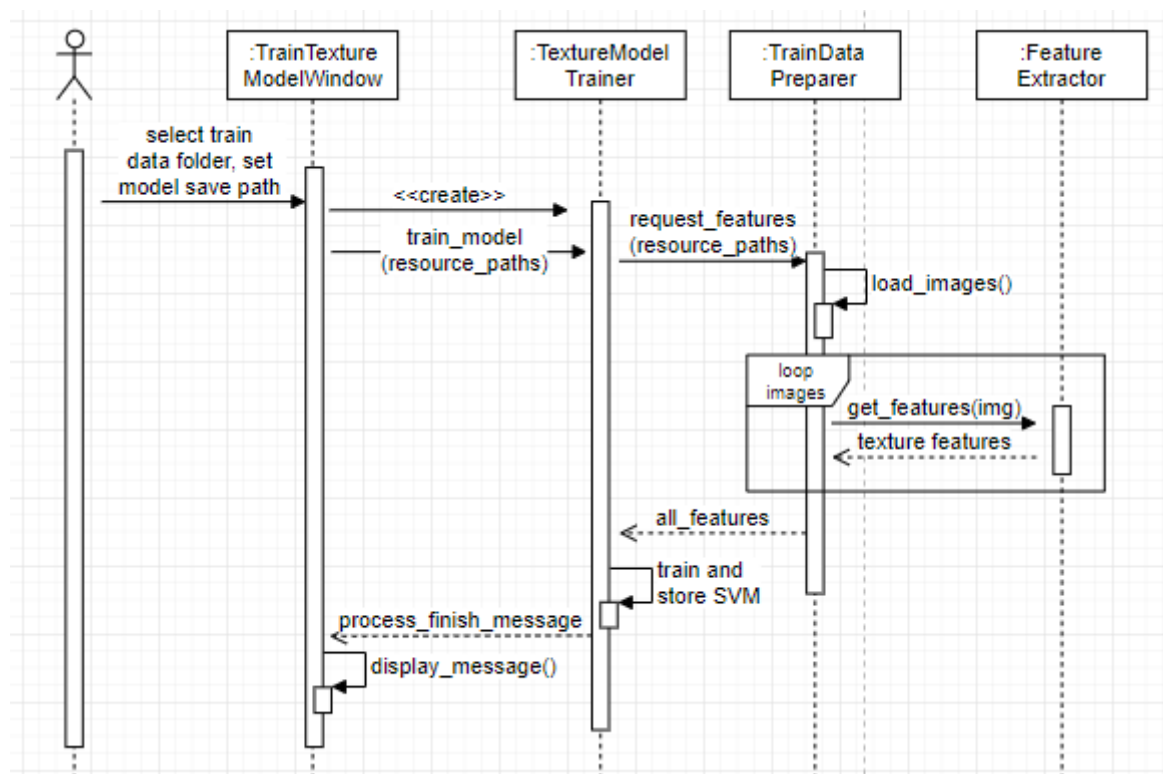 :TrainTexture
ModelWindow
:TextureModel
Trainer
:TrainData
Preparer
:Feature
Extractor
select train
data folder, set
model save path
<<create>>
train_model
(resource_paths)
request_features
(resource_paths)
load_images()
loop
images
get_features(img)
texture features
all_features
train and
store SVM
process_finish_message
display_message()